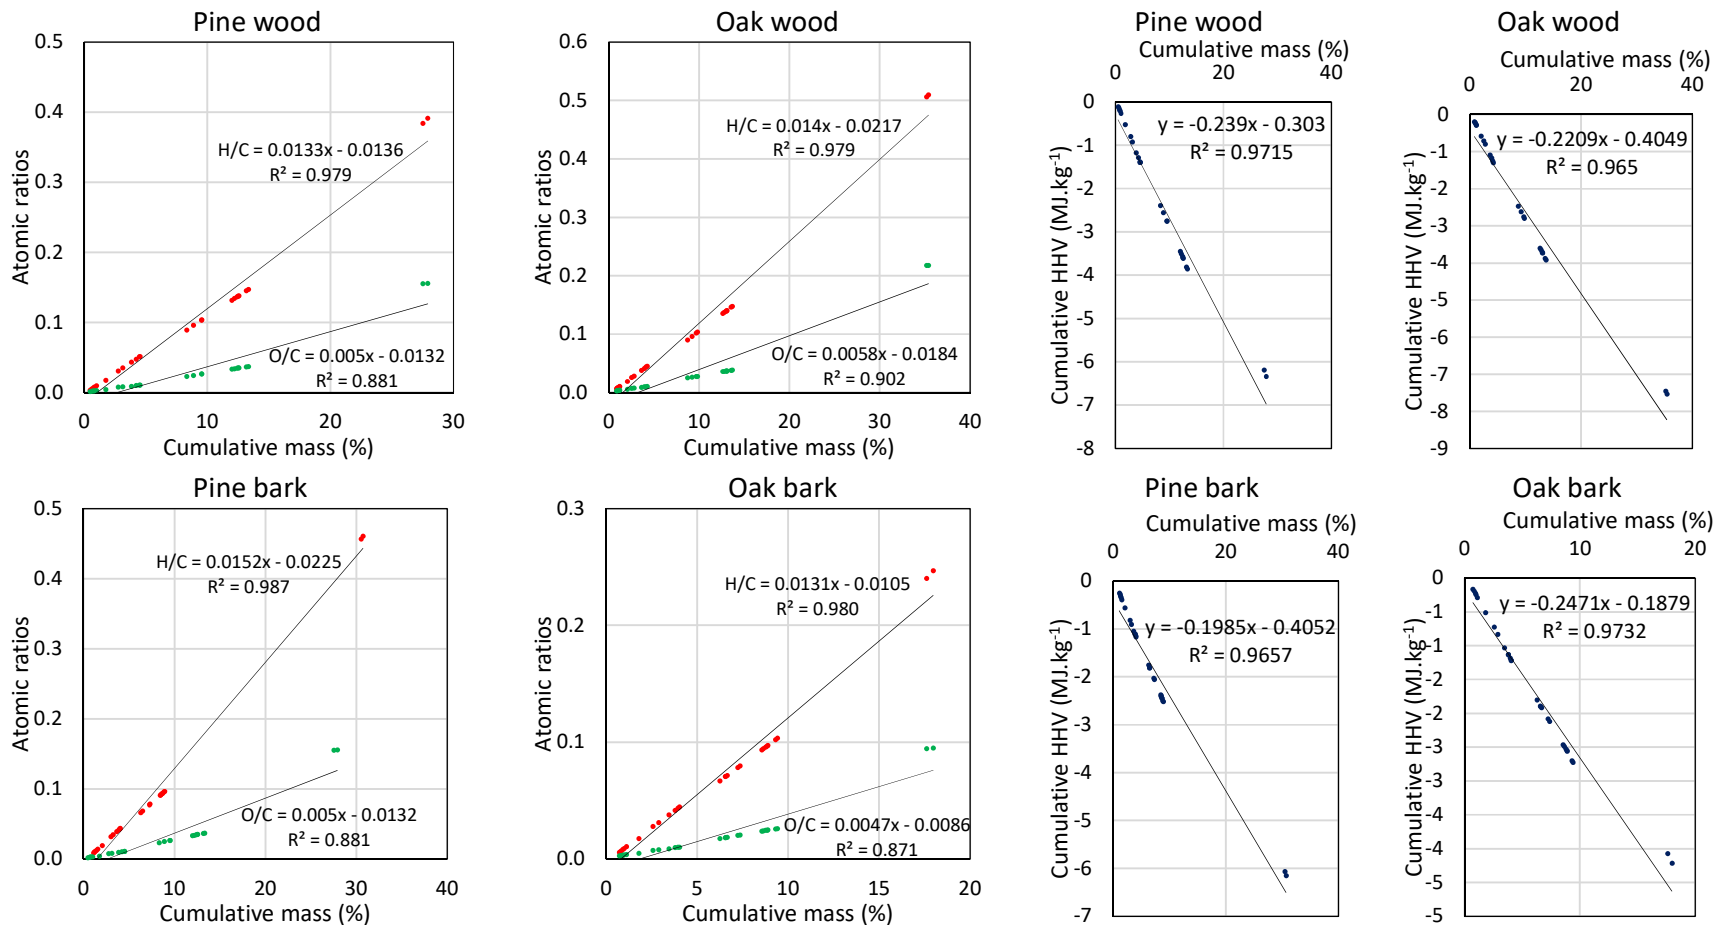 Pine wood
0.5
0.4
0.3
0.2
0.1
0.0
Atomic ratios
H/C = 0.0133x - 0.0136
R² = 0.979
O/C = 0.005x - 0.0132
R² = 0.881
0 10 20 30
Cumulative mass (%)
Oak wood
0.6
0.5
0.4
0.3
0.2
0.1
0.0
Atomic ratios
H/C = 0.014x - 0.0217
R² = 0.979
O/C = 0.0058x - 0.0184
R² = 0.902
0 10 20 30 40
Cumulative mass (%)
Pine wood
Cumulative mass (%)
0 20 40
0
-1
-2
-3
-4
-5
-6
-7
-8
Cumulative HHV (MJ.kg⁻¹)
y = -0.239x - 0.303
R² = 0.9715
Oak wood
Cumulative mass (%)
0 20 40
0
-1
-2
-3
-4
-5
-6
-7
-8
-9
Cumulative HHV (MJ.kg⁻¹)
y = -0.2209x - 0.4049
R² = 0.965
Pine bark
0.5
0.4
0.3
0.2
0.1
0.0
Atomic ratios
H/C = 0.0152x - 0.0225
R² = 0.987
O/C = 0.005x - 0.0132
R² = 0.881
0 10 20 30 40
Cumulative mass (%)
Oak bark
0.3
0.2
0.1
0.0
Atomic ratios
H/C = 0.0131x - 0.0105
R² = 0.980
O/C = 0.0047x - 0.0086
R² = 0.871
0 5 10 15 20
Cumulative mass (%)
Pine bark
Cumulative mass (%)
0 20 40
0
-1
-2
-3
-4
-5
-6
-7
Cumulative HHV (MJ.kg⁻¹)
y = -0.1985x - 0.4052
R² = 0.9657
Oak bark
Cumulative mass (%)
0 10 20
0
-1
-1
-2
-2
-3
-3
-4
-4
-5
-5
Cumulative HHV (MJ.kg⁻¹)
y = -0.2471x - 0.1879
R² = 0.9732